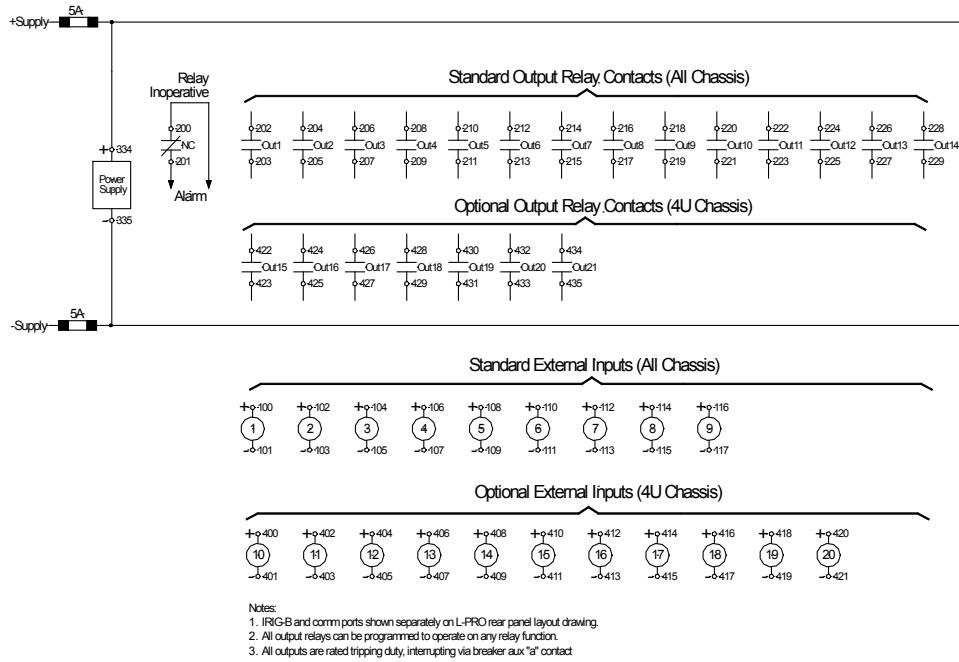 +Supply 5A
Relay
Inoperative
Standard Output Relay Contacts (All Chassis)
200 202 204 206 208 210 212 214 216 218 220 222 224 226 228
NC Out1 Out2 Out3 Out4 Out5 Out6 Out7 Out8 Out9 Out10 Out11 Out12 Out13 Out14
201 203 205 207 209 211 213 215 217 219 221 223 225 227 229
+ 334
Power
Supply
- 335
Alarm
Optional Output Relay Contacts (4U Chassis)
422 424 426 428 430 432 434
Out15 Out16 Out17 Out18 Out19 Out20 Out21
423 425 427 429 431 433 435
-Supply 5A
Standard External Inputs (All Chassis)
+ 100 + 102 + 104 + 106 + 108 + 110 + 112 + 114 + 116
1 2 3 4 5 6 7 8 9
- 101 - 103 - 105 - 107 - 109 - 111 - 113 - 115 - 117
Optional External Inputs (4U Chassis)
+ 400 + 402 + 404 + 406 + 408 + 410 + 412 + 414 + 416 + 418 + 420
10 11 12 13 14 15 16 17 18 19 20
- 401 - 403 - 405 - 407 - 409 - 411 - 413 - 415 - 417 - 419 - 421
Notes:
1. IRIG-B and comm ports shown separately on L-PRO rear panel layout drawing.
2. All output relays can be programmed to operate on any relay function.
3. All outputs are rated tripping duty, interrupting via breaker aux "a" contact